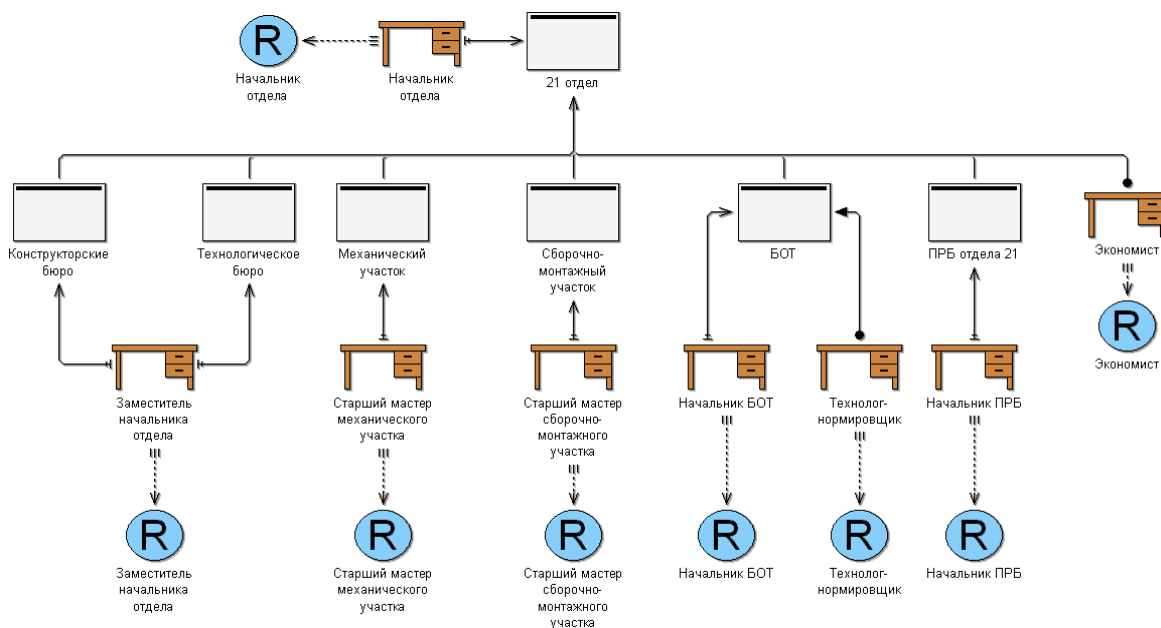 R
Начальник
отдела
Начальник
отдела
21 отдел
Конструкторские
бюро
Технологическое
бюро
Механический
участок
Сборочно-
монтажный
участок
БОТ
ПРБ отдела 21
Экономист
R
Экономист
Заместитель
начальника
отдела
Старший мастер
механического
участка
Старший мастер
сборочно-
монтажного
участка
Начальник БОТ
Технолог-
нормировщик
Начальник ПРБ
R
Заместитель
начальника
отдела
R
Старший мастер
механического
участка
R
Старший мастер
сборочно-
монтажного
участка
R
Начальник БОТ
R
Технолог-
нормировщик
R
Начальник ПРБ